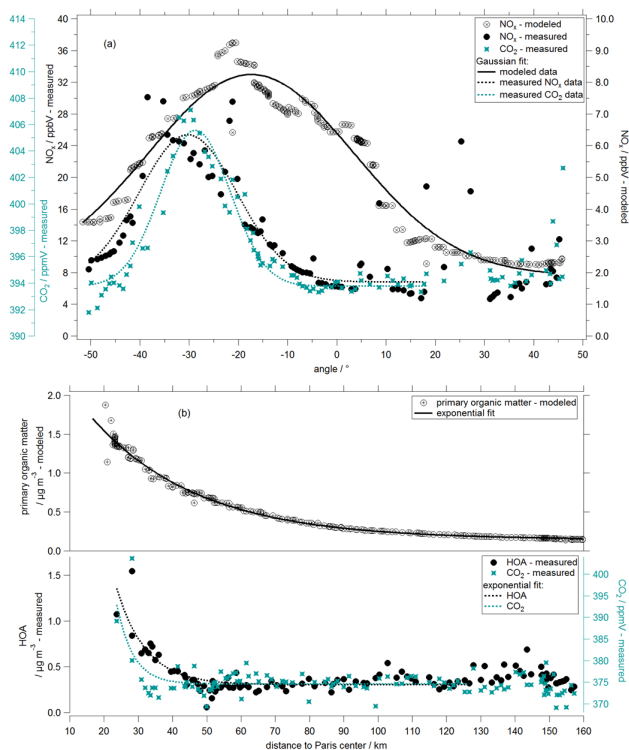 (a)
NOx - modeled
NOx - measured
CO2 - measured
Gaussian fit:
modeled data
measured NOx data
measured CO2 data
414
410
406
402
398
394
390
CO2 / ppmV - measured
40
36
32
28
24
20
16
12
8
4
0
NOx / ppbV - measured
10.0
9.0
8.0
7.0
6.0
5.0
4.0
3.0
2.0
1.0
0.0
NOx / ppbV - modeled
-50 -40 -30 -20 -10 0 10 20 30 40 50
angle / °
(b)
primary organic matter - modeled
exponential fit
2.0
1.5
1.0
0.5
0.0
primary organic matter
/ µg m-3 - modeled
HOA - measured
CO2 - measured
exponential fit:
HOA
CO2
1.5
1.0
0.5
0.0
HOA
/ µg m-3 - measured
400
395
390
385
380
375
370
CO2 / ppmV - measured
10 20 30 40 50 60 70 80 90 100 110 120 130 140 150 160
distance to Paris center / km